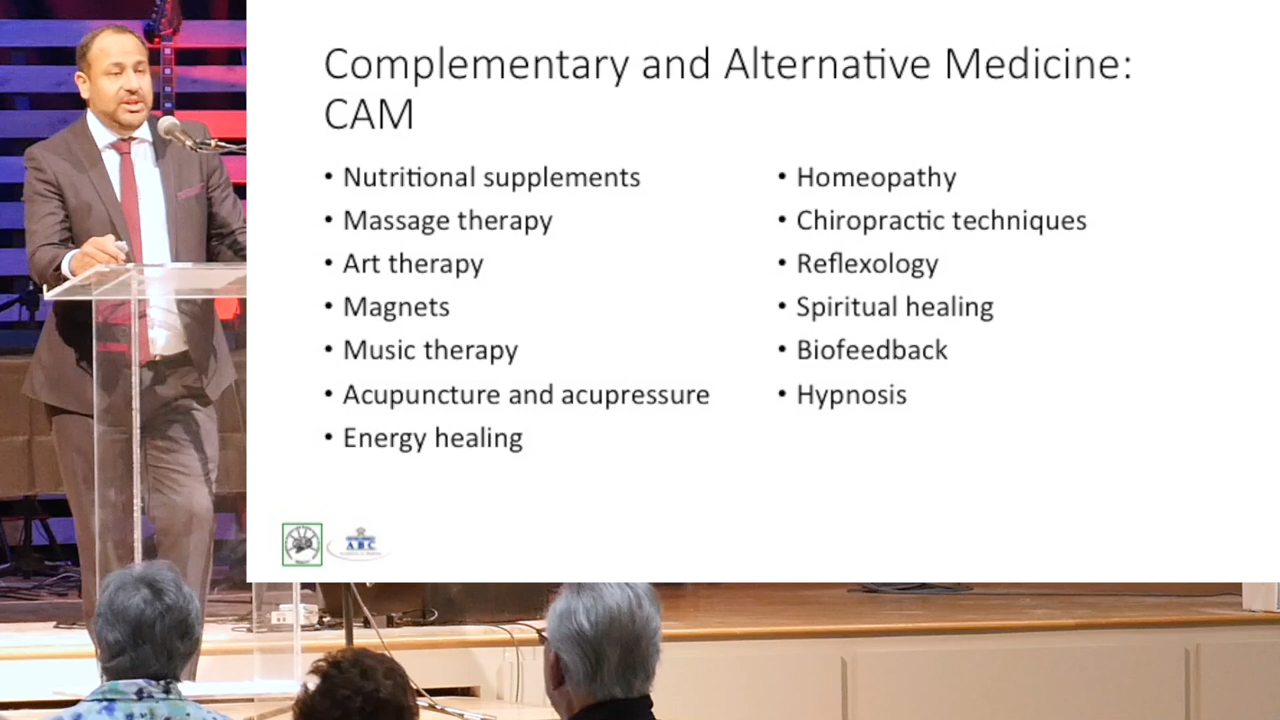 Complementary and Alternative Medicine:
CAM
• Nutritional supplements
• Massage therapy
• Art therapy
• Magnets
• Music therapy
• Acupuncture and acupressure
• Energy healing
• Homeopathy
• Chiropractic techniques
• Reflexology
• Spiritual healing
• Biofeedback
• Hypnosis
ABC